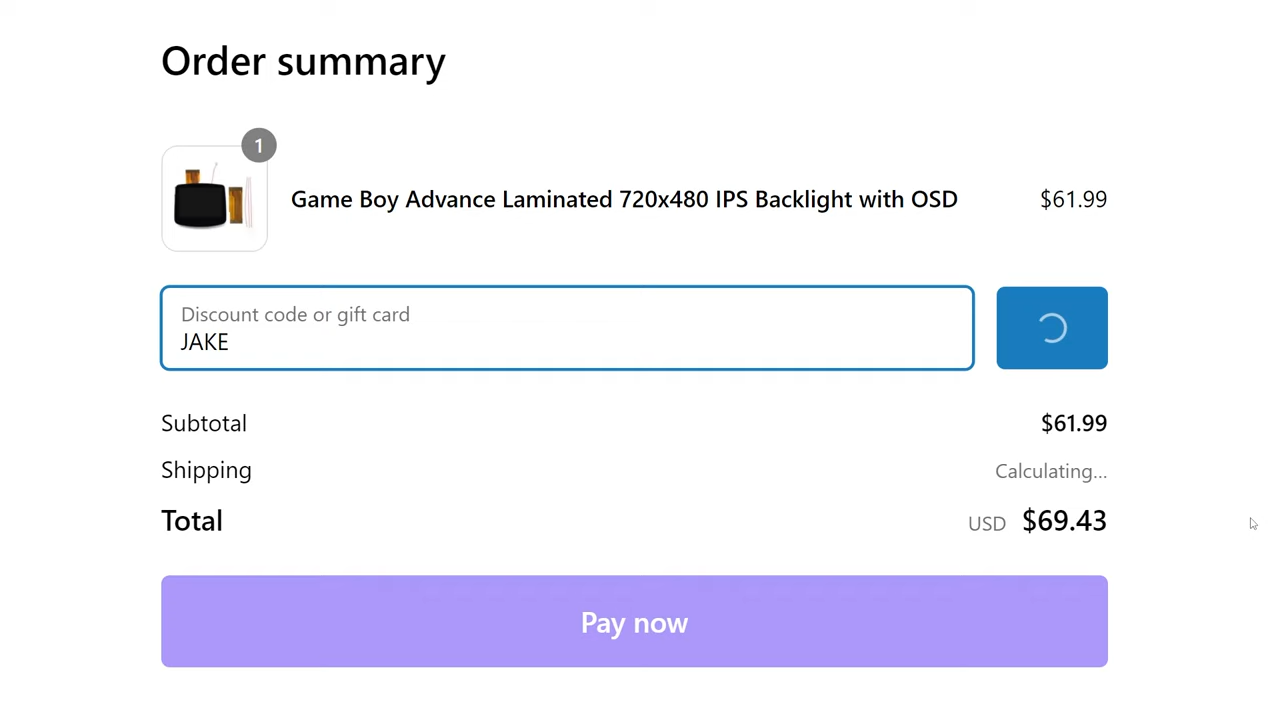 Order summary
1
Game Boy Advance Laminated 720x480 IPS Backlight with OSD $61.99
Discount code or gift card
JAKE
Subtotal $61.99
Shipping Calculating...
Total USD $69.43
Pay now